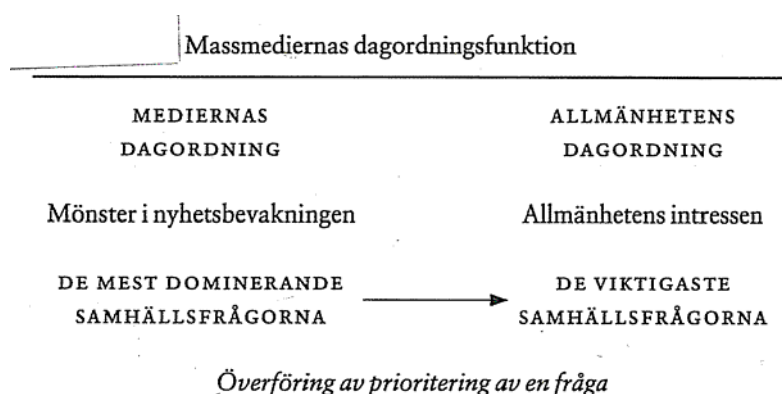 Massmediernas dagordningsfunktion
MEDIERNAS
DAGORDNING
ALLMÄNHETENS
DAGORDNING
Mönster i nyhetsbevakningen
Allmänhetens intressen
DE MEST DOMINERANDE
SAMHÄLLSFRÅGORNA
DE VIKTIGASTE
SAMHÄLLSFRÅGORNA
Överföring av prioritering av en fråga